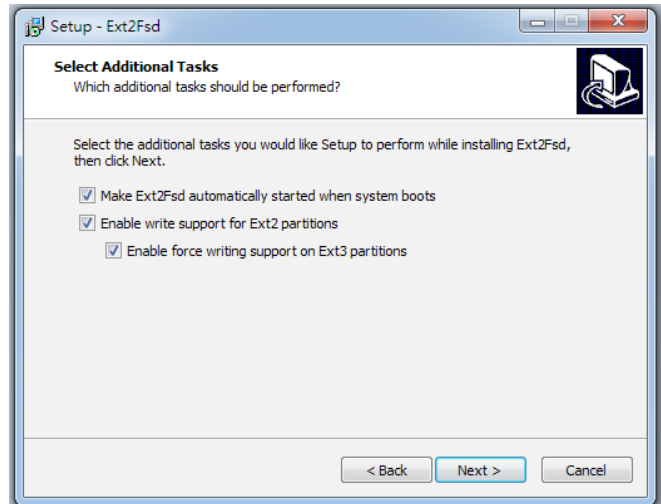 Setup - Ext2Fsd
Select Additional Tasks
Which additional tasks should be performed?
Select the additional tasks you would like Setup to perform while installing Ext2Fsd,
then click Next.
Make Ext2Fsd automatically started when system boots
Enable write support for Ext2 partitions
Enable force writing support on Ext3 partitions
< Back
Next >
Cancel